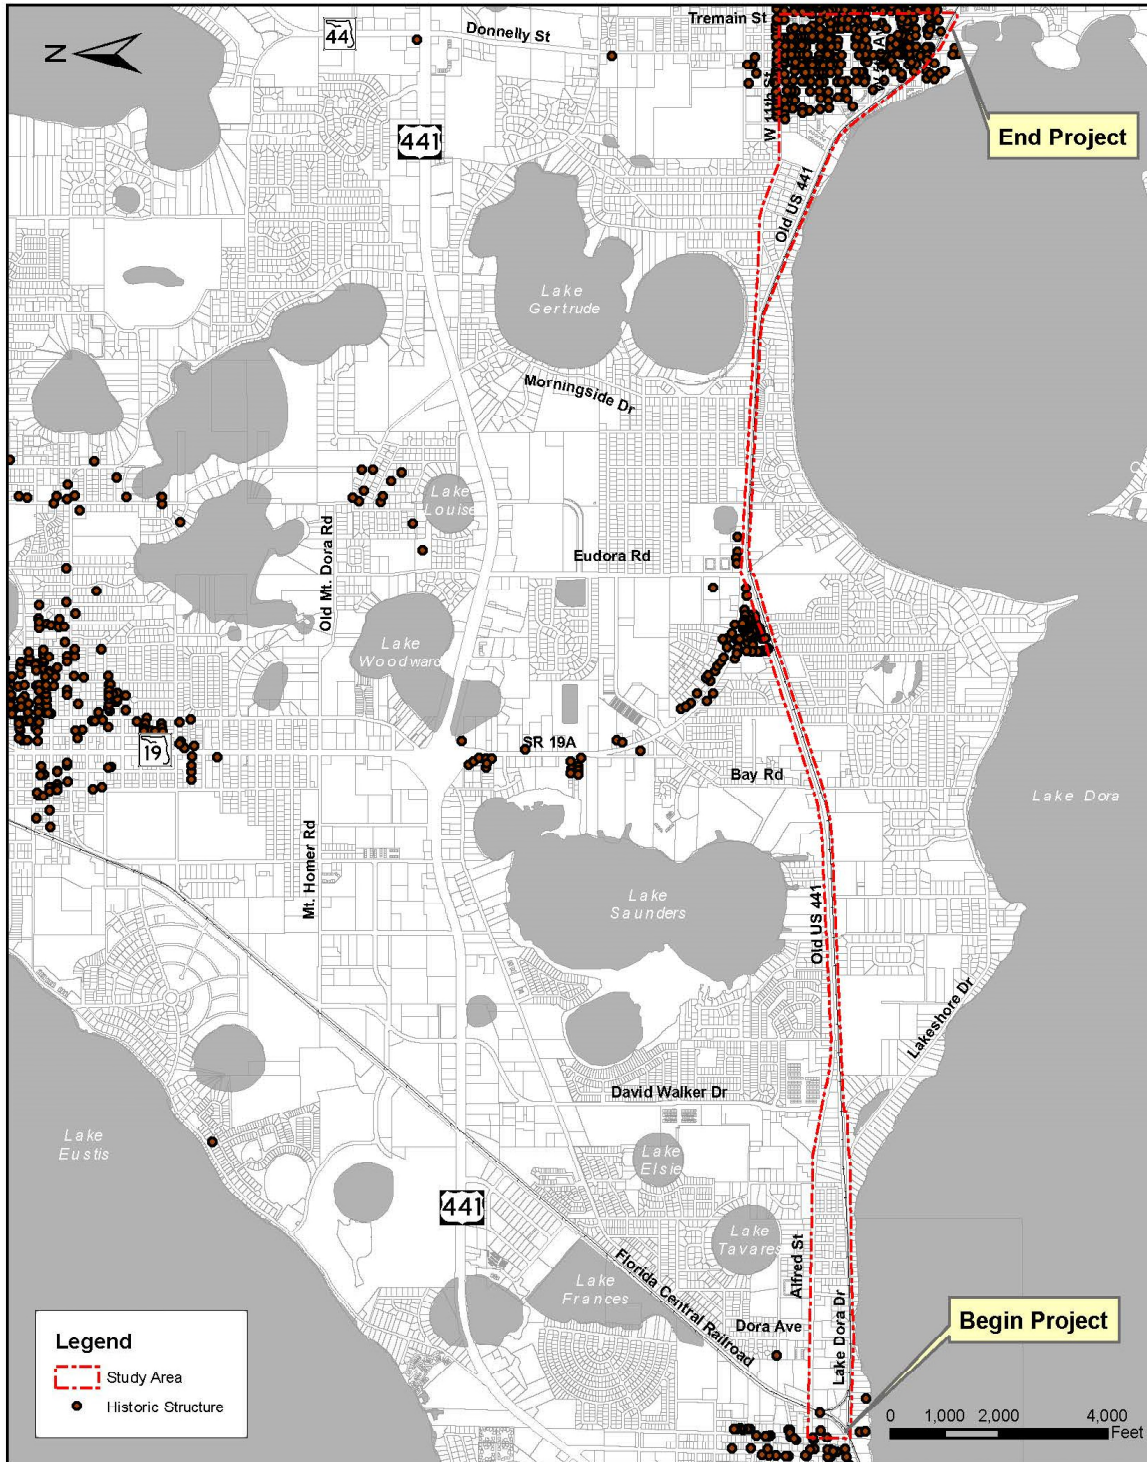 Tremain St
Donnelly St
44
N
441
W 11th St
End Project
Old US 441
Lake
Gertrude
Morningside Dr
Lake
Louise
Old Mt. Dora Rd
Eudora Rd
Lake
Woodward
SR 19A
19
Bay Rd
Lake Dora
Mt. Homer Rd
Lake
Saunders
Old US 441
Lakeshore Dr
David Walker Dr
Lake
Eustis
Lake
Elsie
441
Lake
Tavares
Alfred St
Florida Central Railroad
Lake
Frances
Dora Ave
Lake Dora Dr
Begin Project
Legend
Study Area
Historic Structure
0 1,000 2,000 4,000
Feet